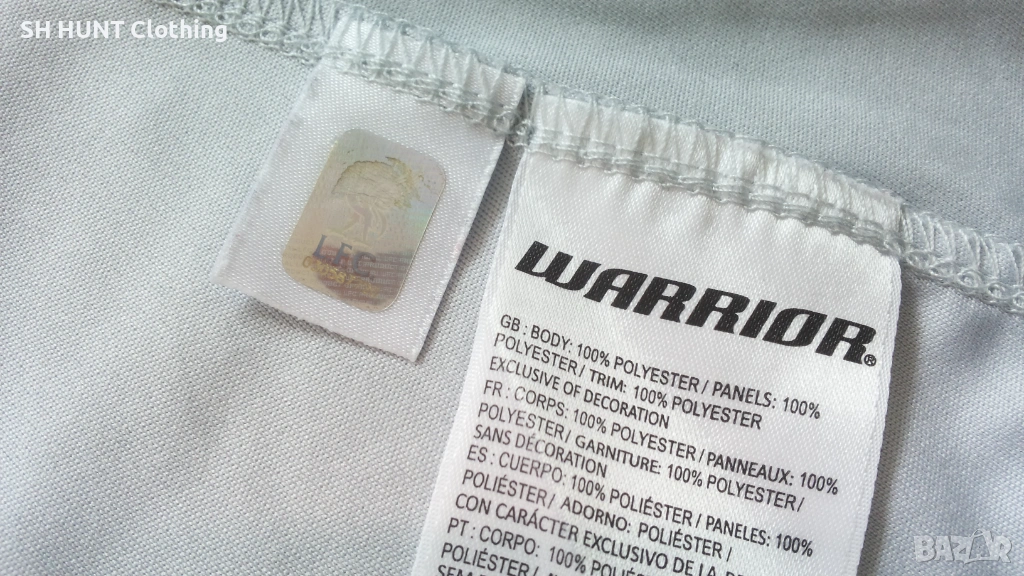 SH HUNT Clothing
LFC
WARRIOR®
GB : BODY: 100% POLYESTER / PANELS: 100%
POLYESTER / TRIM: 100% POLYESTER
EXCLUSIVE OF DECORATION
FR : CORPS: 100% POLYESTER / PANNEAUX: 100%
POLYESTER / GARNITURE: 100% POLYESTER /
SANS DÉCORATION
ES : CUERPO: 100% POLIÉSTER / PANELES: 100%
POLIÉSTER / ADORNO: POLIÉSTER /
CON CARÁCTER EXCLUSIVO DE LA
PT : CORPO: 100%
BAZAR